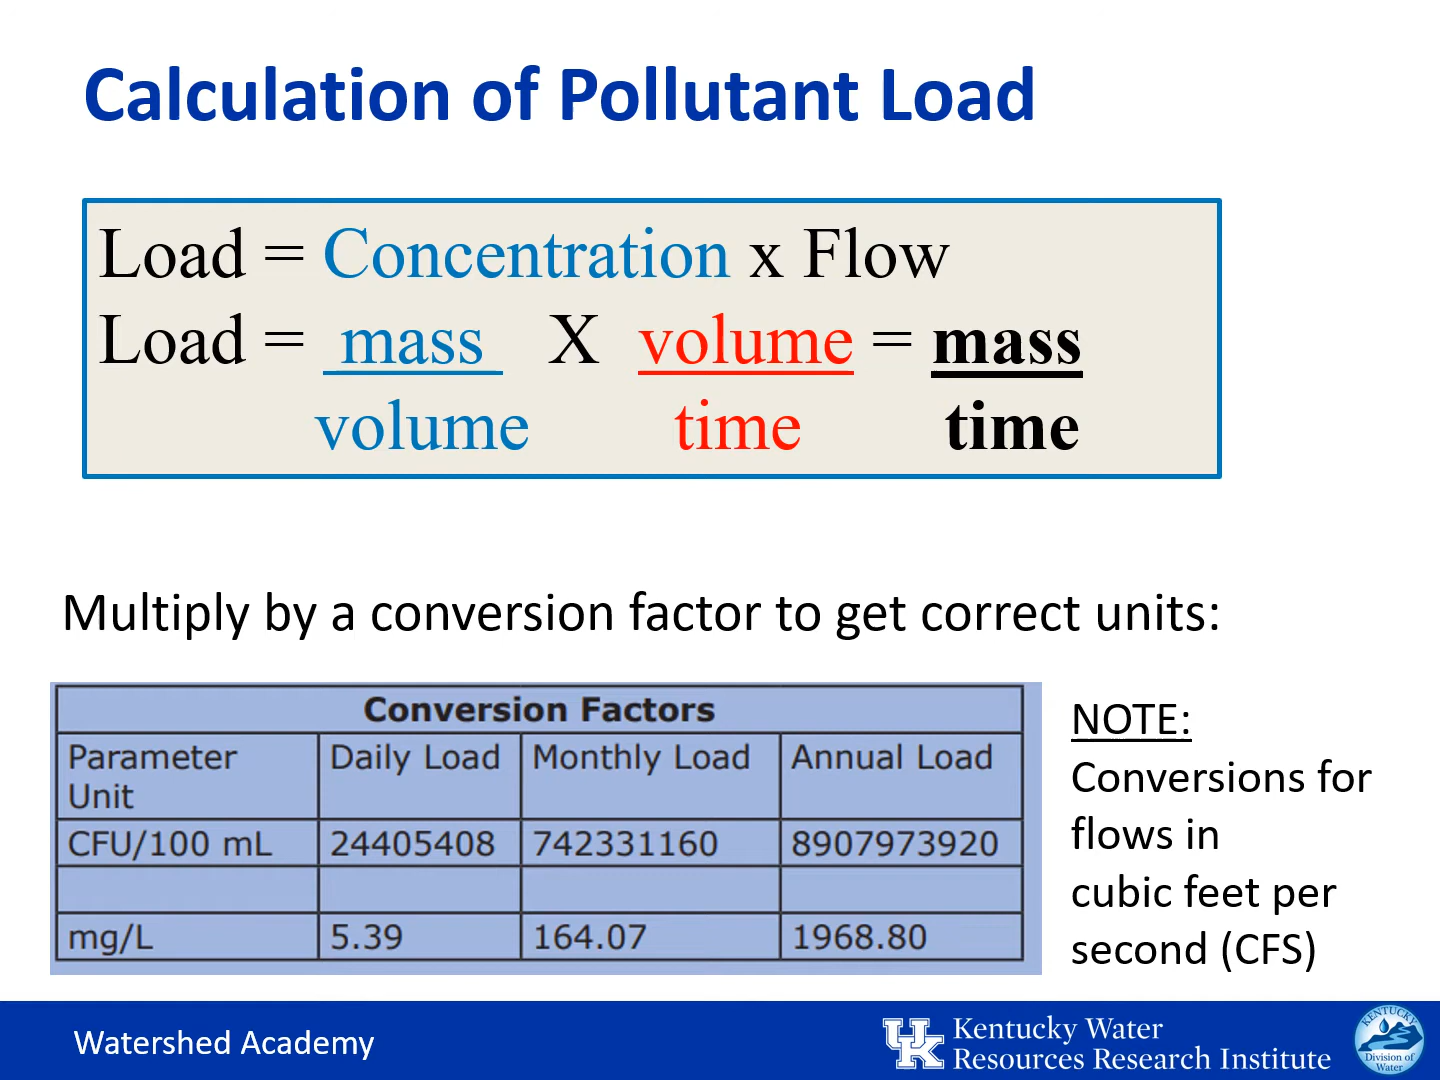 Calculation of Pollutant Load
Load = Concentration x Flow
Load = mass X volume = mass
volume time time
Multiply by a conversion factor to get correct units:
Conversion Factors
Parameter Unit Daily Load Monthly Load Annual Load
CFU/100 mL 24405408 742331160 8907973920
mg/L 5.39 164.07 1968.80
NOTE:
Conversions for
flows in
cubic feet per
second (CFS)
Watershed Academy
UK
Kentucky Water
Resources Research Institute
KENTUCKY
Division of
Water